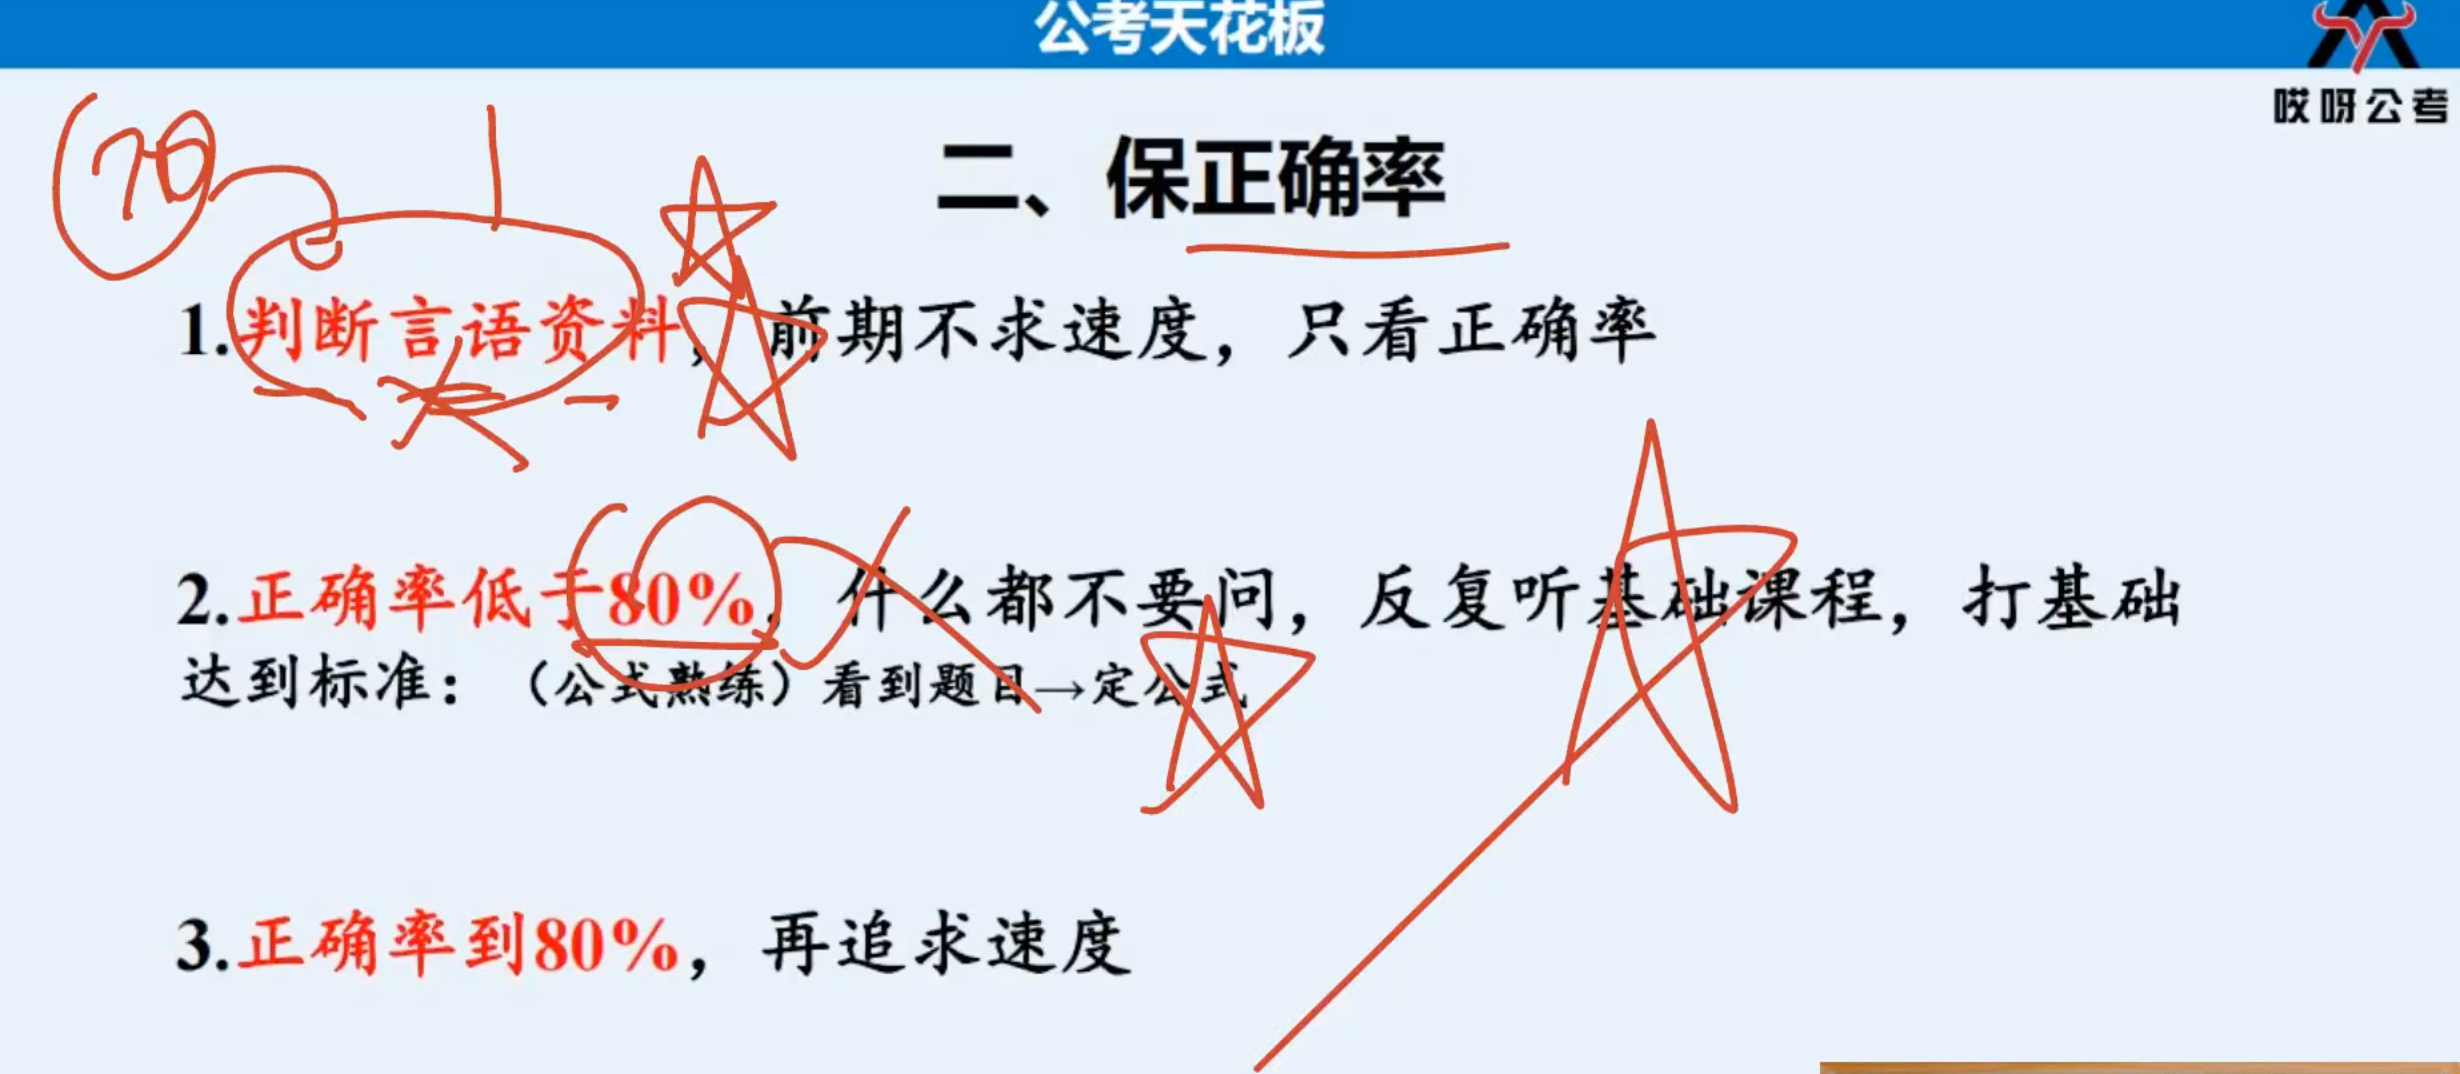 公考天花板
哎呀公考
70
二、保正确率
1.判断言语资料，前期不求速度，只看正确率
2.正确率低于80%，什么都不要问，反复听基础课程，打基础
达到标准：（公式熟练）看到题目→定公式
3.正确率到80%，再追求速度